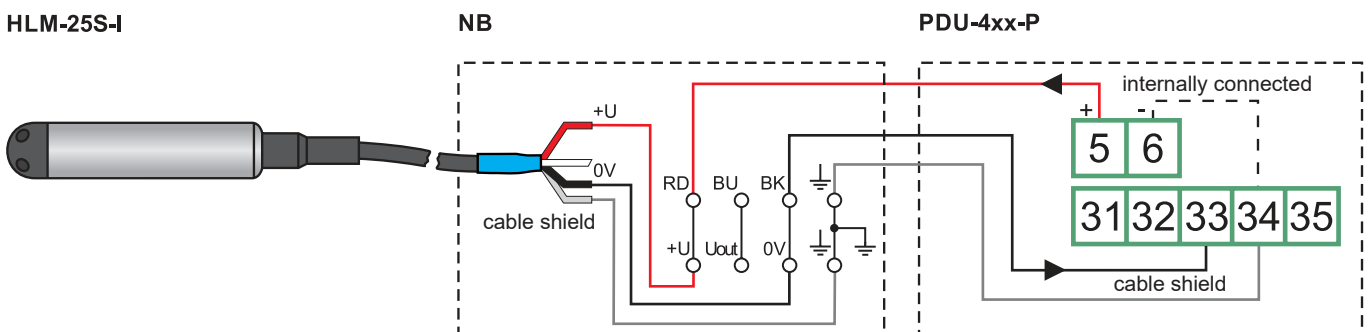 HLM-25S-I
NB
PDU-4xx-P
internally connected
+U
+ -
5 6
0V
RD BU BK
31 32 33 34 35
cable shield
+U Uout 0V
cable shield